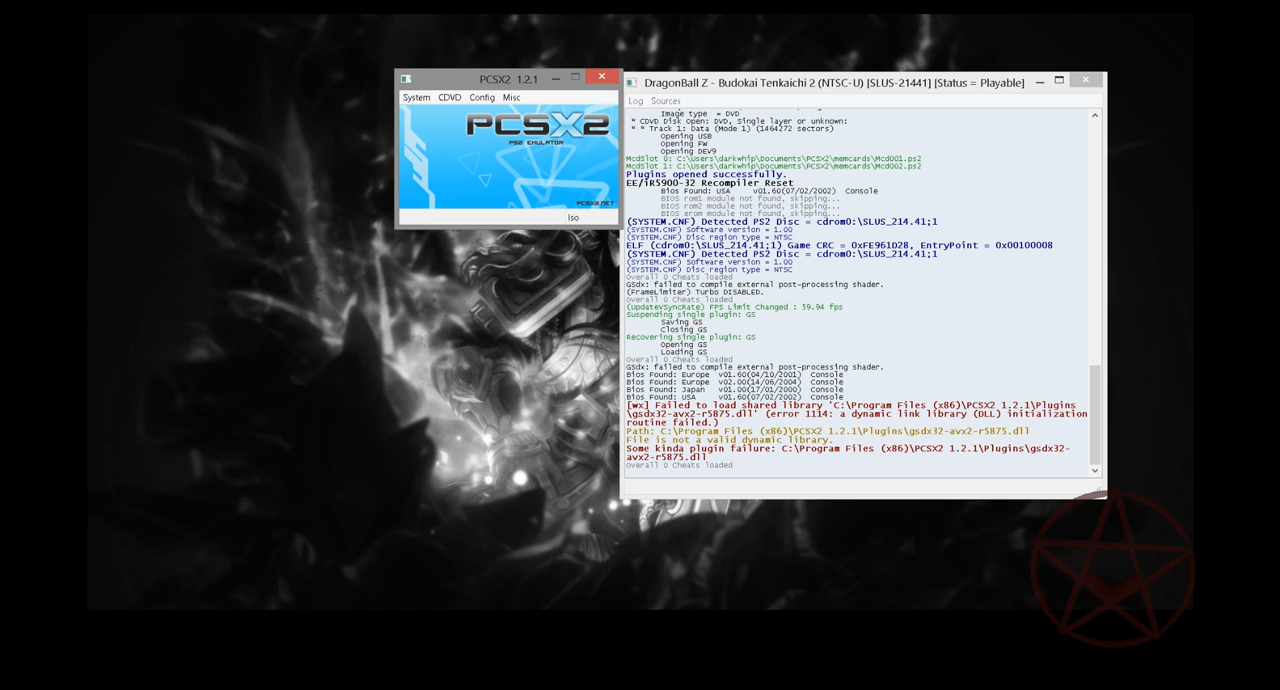 PCSX2 1.2.1
System CDVD Config Misc
PCSX2
PS2 EMULATOR
PCSX2.NET
Iso
DragonBall Z - Budokai Tenkaichi 2 (NTSC-U) [SLUS-21441] [Status = Playable]
Log Sources
Image type = DVD
* CDVD Disk Open: DVD, Single layer or unknown:
* * Track 1: Data (Mode 1) (1464272 sectors)
Opening USB
Opening FW
Opening DEV9
McdSlot 0: C:\Users\darkwhip\Documents\PCSX2\memcards\Mcd001.ps2
McdSlot 1: C:\Users\darkwhip\Documents\PCSX2\memcards\Mcd002.ps2
Plugins opened successfully.
EE/iR5900-32 Recompiler Reset
Bios Found: USA v01.60(07/02/2002) Console
BIOS rom1 module not found, skipping...
BIOS rom2 module not found, skipping...
BIOS erom module not found, skipping...
(SYSTEM.CNF) Detected PS2 Disc = cdrom0:\SLUS_214.41;1
(SYSTEM.CNF) Software version = 1.00
(SYSTEM.CNF) Disc region type = NTSC
ELF (cdrom0:\SLUS_214.41;1) Game CRC = 0xFE961D28, EntryPoint = 0x00100008
(SYSTEM.CNF) Detected PS2 Disc = cdrom0:\SLUS_214.41;1
(SYSTEM.CNF) Software version = 1.00
(SYSTEM.CNF) Disc region type = NTSC
Overall 0 Cheats loaded
GSdx: failed to compile external post-processing shader.
(FrameLimiter) Turbo DISABLED.
Overall 0 Cheats loaded
(UpdateVSyncRate) FPS Limit Changed : 59.94 fps
Suspending single plugin: GS
Saving GS
Closing GS
Recovering single plugin: GS
Opening GS
Loading GS
Overall 0 Cheats loaded
GSdx: failed to compile external post-processing shader.
Bios Found: Europe v01.60(04/10/2001) Console
Bios Found: Europe v02.00(14/06/2004) Console
Bios Found: Japan v01.00(17/01/2000) Console
Bios Found: USA v01.60(07/02/2002) Console
[wx] Failed to load shared library 'C:\Program Files (x86)\PCSX2 1.2.1\Plugins
\gsdx32-avx2-r5875.dll' (error 1114: a dynamic link library (DLL) initialization
routine failed.)
Path: C:\Program Files (x86)\PCSX2 1.2.1\Plugins\gsdx32-avx2-r5875.dll
File is not a valid dynamic library.
Some kinda plugin failure: C:\Program Files (x86)\PCSX2 1.2.1\Plugins\gsdx32-
avx2-r5875.dll
Overall 0 Cheats loaded